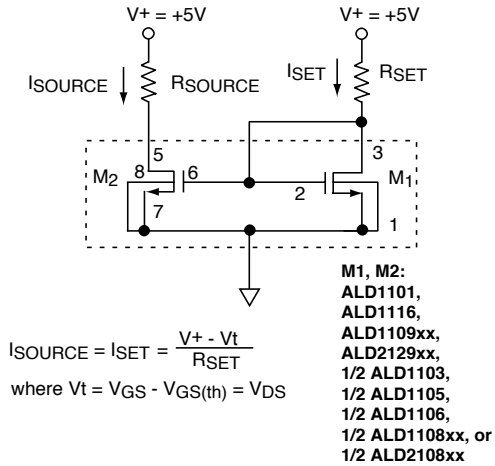 V+ = +5V
V+ = +5V
ISOURCE
RSOURCE
ISET
RSET
5
3
M2
8
6
2
M1
7
1
M1, M2:
ALD1101,
ALD1116,
ALD1109xx,
ALD2129xx,
1/2 ALD1103,
1/2 ALD1105,
1/2 ALD1106,
1/2 ALD1108xx, or
1/2 ALD2108xx
ISOURCE = ISET = V+ - Vt
RSET
where Vt = VGS - VGS(th) = VDS